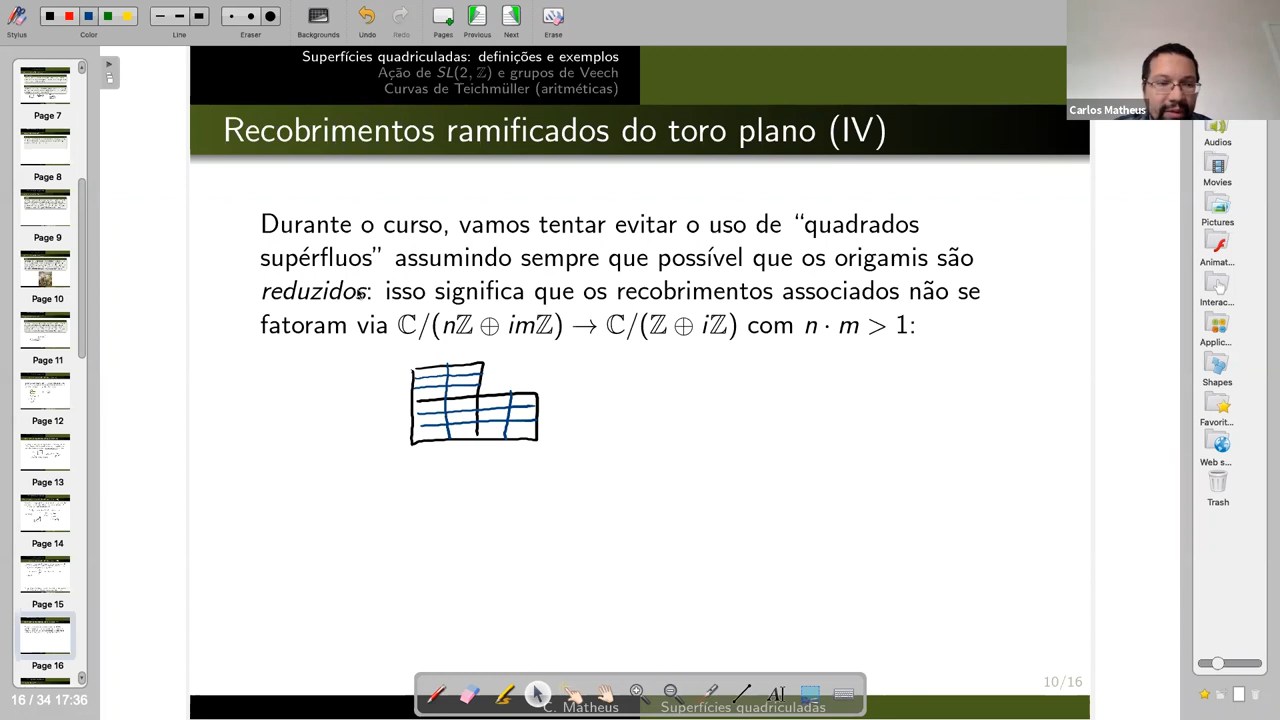 Stylus
Color
Line
Eraser
Backgrounds
Undo
Redo
Pages
Previous
Next
Erase
Superfícies quadriculadas: definições e exemplos
Ação de SL(2, ℤ) e grupos de Veech
Curvas de Teichmüller (aritméticas)
Carlos Matheus
Recobrimentos ramificados do toro plano (IV)
Durante o curso, vamos tentar evitar o uso de “quadrados
supérfluos” assumindo sempre que possível que os origamis são
reduzidos: isso significa que os recobrimentos associados não se
fatoram via ℂ/(nℤ ⊕ imℤ) → ℂ/(ℤ ⊕ iℤ) com n · m > 1:
10/16
C. Matheus
Superfícies quadriculadas
Page 7
Page 8
Page 9
Page 10
Page 11
Page 12
Page 13
Page 14
Page 15
Page 16
16 / 34 17:36
Audios
Movies
Pictures
Animat...
Interac...
Applic...
Shapes
Favorit...
Web s...
Trash